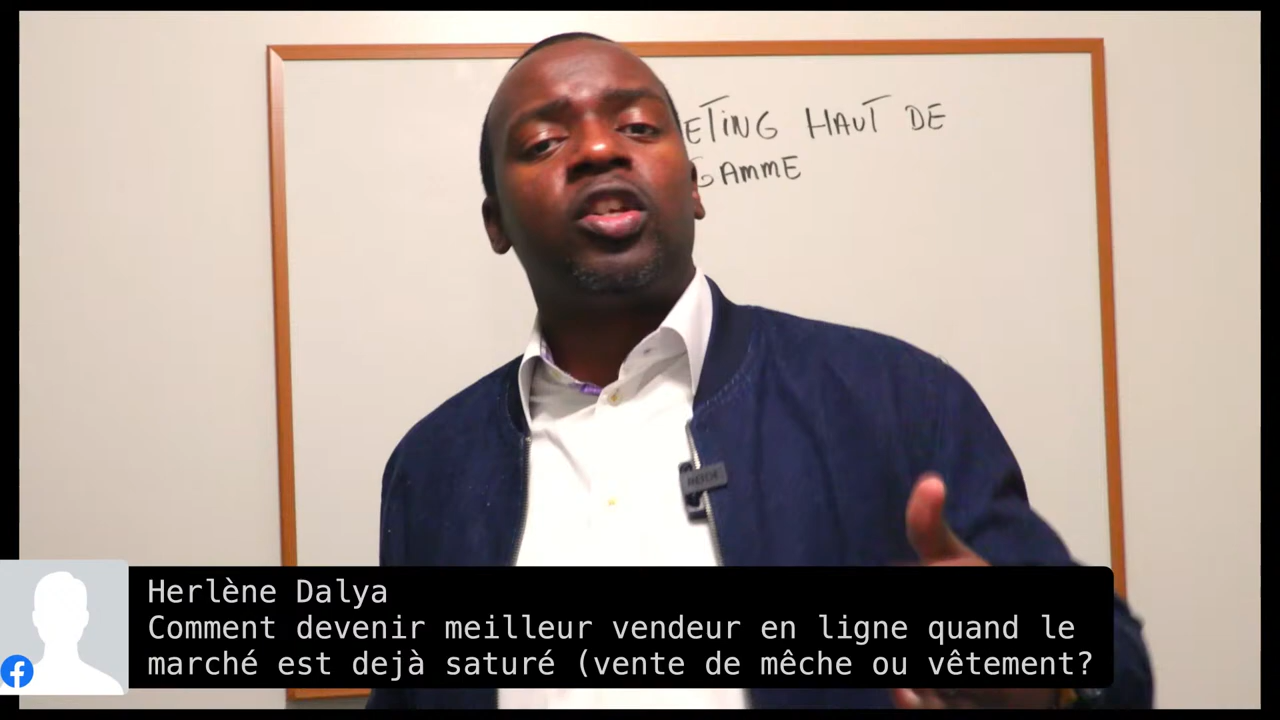 ETING HAUT DE
GAMME
Herlène Dalya
Comment devenir meilleur vendeur en ligne quand le
marché est dejà saturé (vente de mêche ou vêtement?